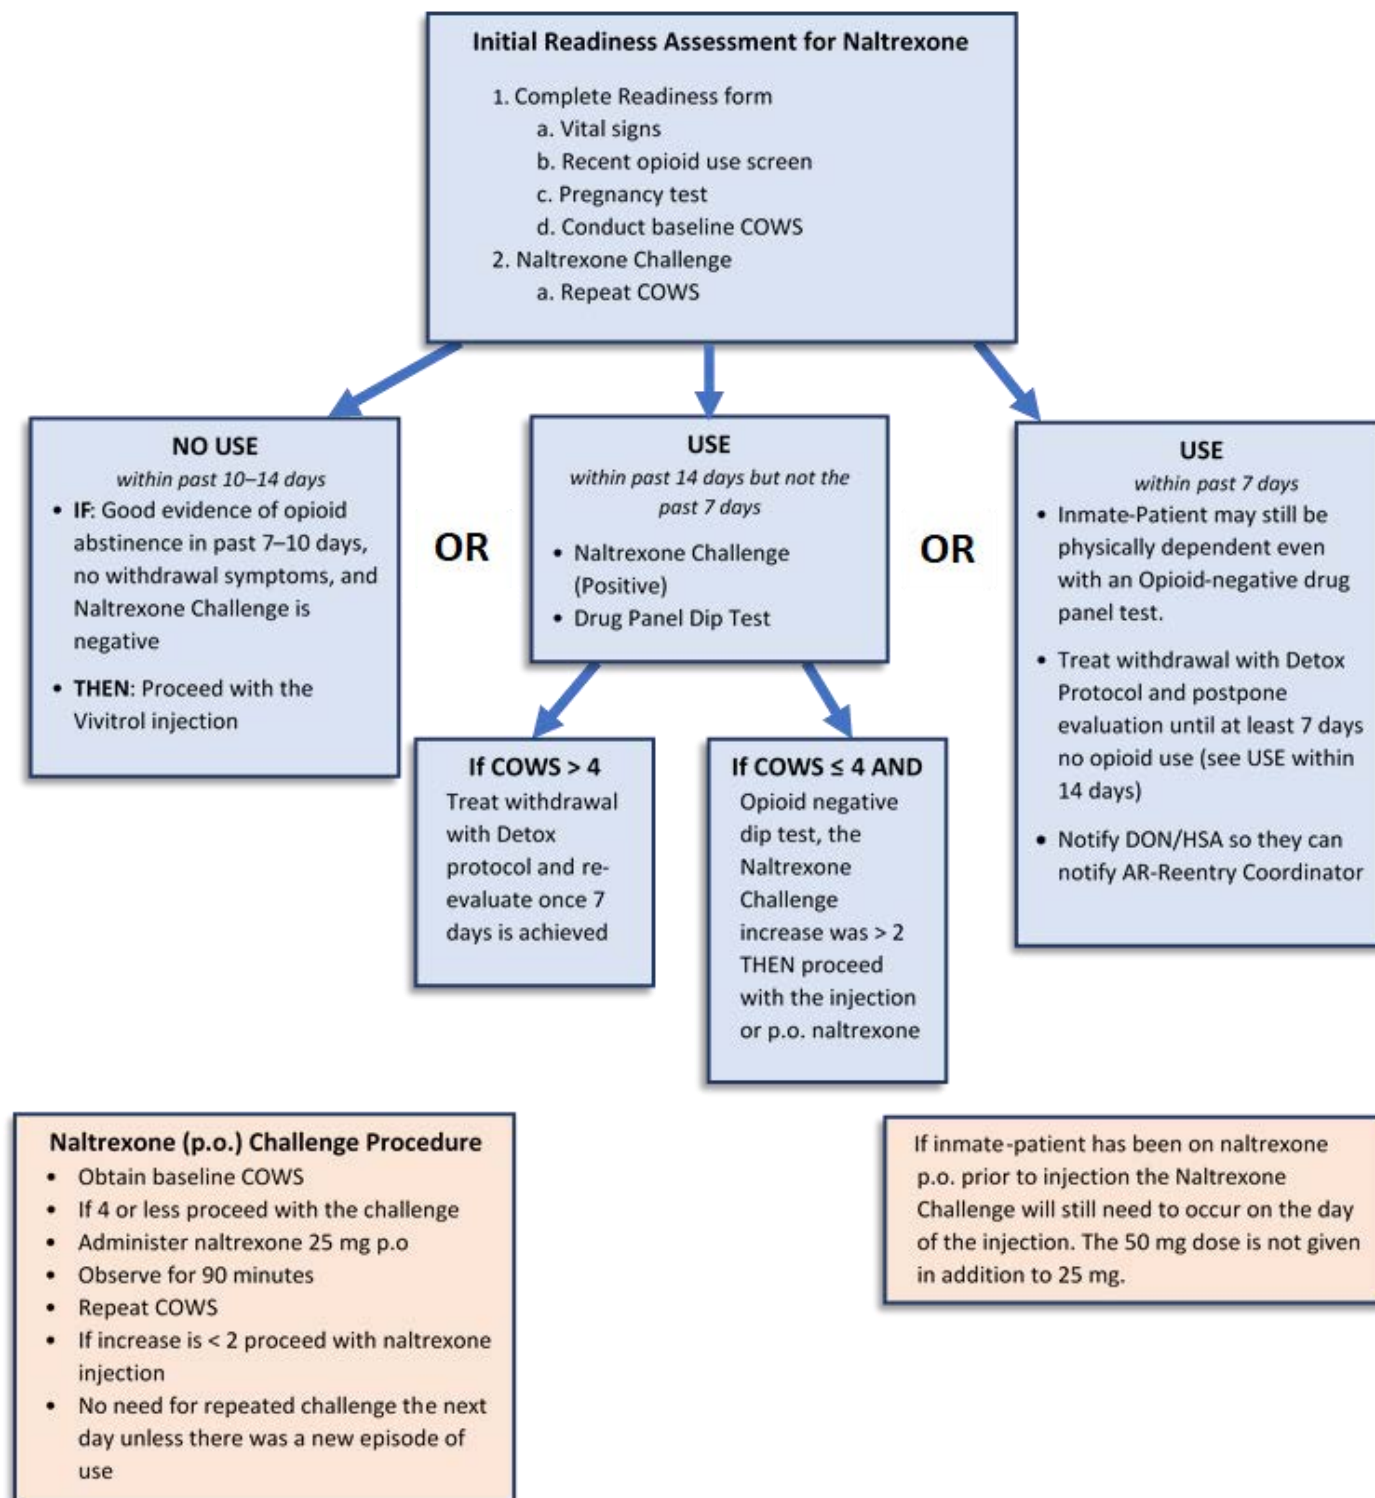 Initial Readiness Assessment for Naltrexone
1. Complete Readiness form
a. Vital signs
b. Recent opioid use screen
c. Pregnancy test
d. Conduct baseline COWS
2. Naltrexone Challenge
a. Repeat COWS
NO USE
within past 10–14 days
• IF: Good evidence of opioid
abstinence in past 7–10 days,
no withdrawal symptoms, and
Naltrexone Challenge is
negative
• THEN: Proceed with the
Vivitrol injection
OR
USE
within past 14 days but not the
past 7 days
• Naltrexone Challenge
(Positive)
• Drug Panel Dip Test
OR
USE
within past 7 days
• Inmate-Patient may still be
physically dependent even
with an Opioid-negative drug
panel test.
• Treat withdrawal with Detox
Protocol and postpone
evaluation until at least 7 days
no opioid use (see USE within
14 days)
• Notify DON/HSA so they can
notify AR-Reentry Coordinator
If COWS > 4
Treat withdrawal
with Detox
protocol and re-
evaluate once 7
days is achieved
If COWS ≤ 4 AND
Opioid negative
dip test, the
Naltrexone
Challenge
increase was > 2
THEN proceed
with the injection
or p.o. naltrexone
Naltrexone (p.o.) Challenge Procedure
• Obtain baseline COWS
• If 4 or less proceed with the challenge
• Administer naltrexone 25 mg p.o
• Observe for 90 minutes
• Repeat COWS
• If increase is < 2 proceed with naltrexone
injection
• No need for repeated challenge the next
day unless there was a new episode of
use
If inmate-patient has been on naltrexone
p.o. prior to injection the Naltrexone
Challenge will still need to occur on the day
of the injection. The 50 mg dose is not given
in addition to 25 mg.